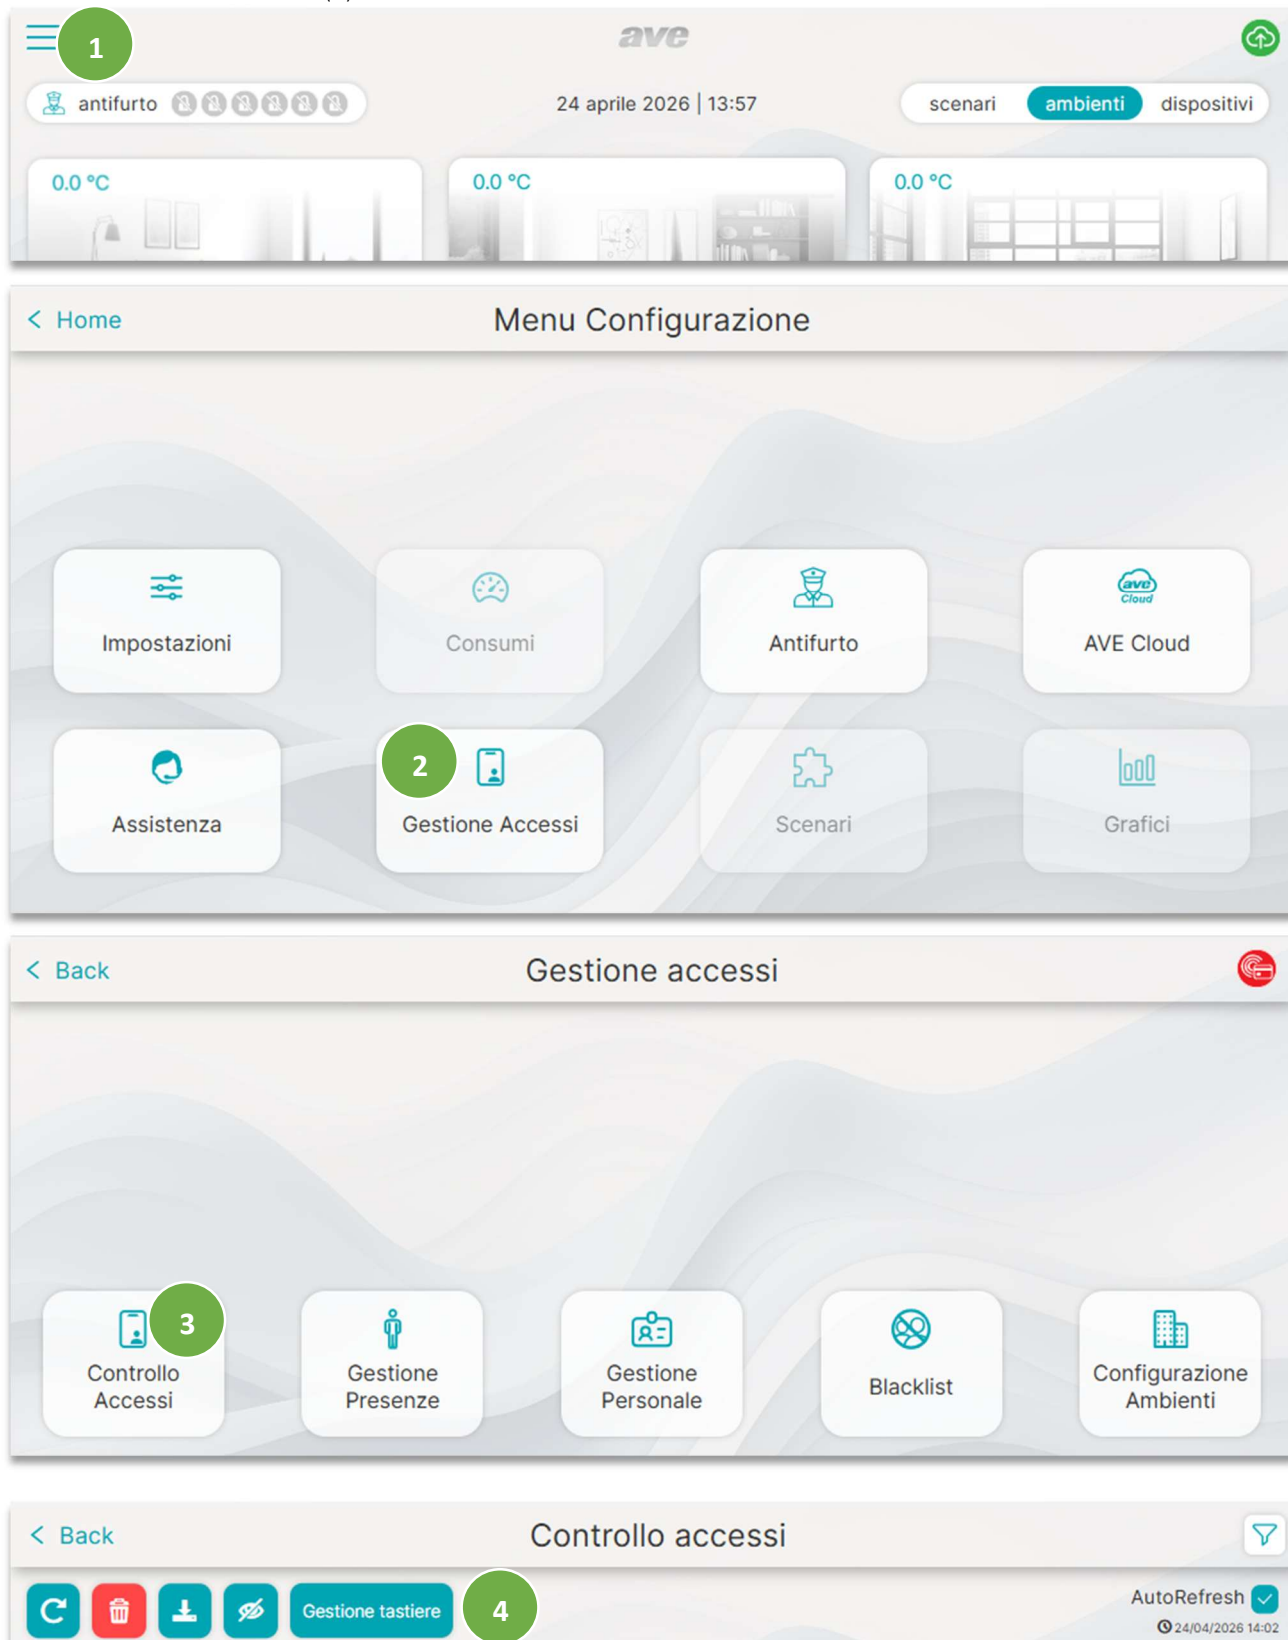 1
ave
antifurto
24 aprile 2026 | 13:57
scenari ambienti dispositivi
0.0 °C 0.0 °C 0.0 °C
< Home Menu Configurazione
Impostazioni Consumi Antifurto AVE Cloud
ave Cloud
2
Assistenza Gestione Accessi Scenari Grafici
< Back Gestione accessi
3
Controllo Accessi
Gestione Presenze
Gestione Personale
Blacklist
Configurazione Ambienti
< Back Controllo accessi
Gestione tastiere 4
AutoRefresh
24/04/2026 14:02